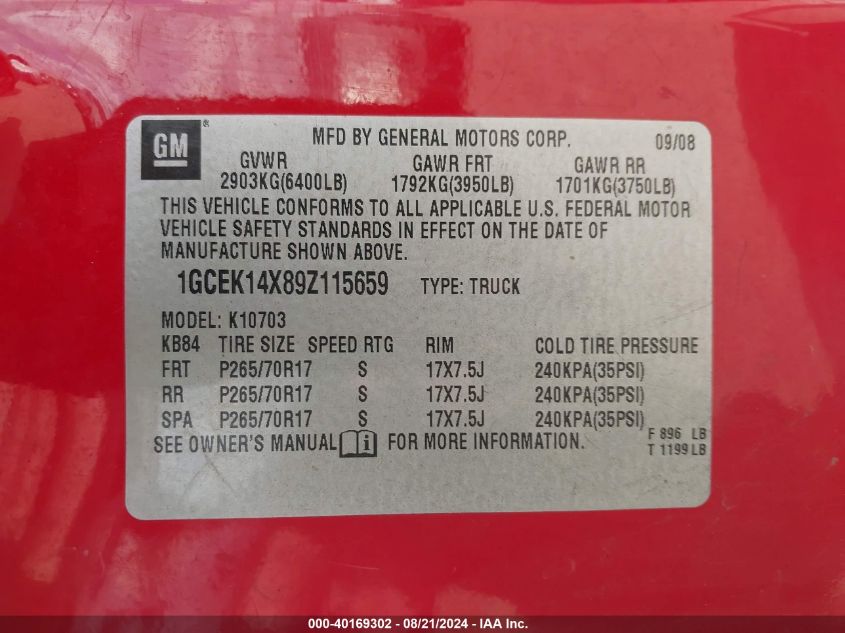 GM ®
MFD BY GENERAL MOTORS CORP. 09/08
GVWR GAWR FRT GAWR RR
2903KG(6400LB) 1792KG(3950LB) 1701KG(3750LB)
THIS VEHICLE CONFORMS TO ALL APPLICABLE U.S. FEDERAL MOTOR
VEHICLE SAFETY STANDARDS IN EFFECT ON THE DATE OF
MANUFACTURE SHOWN ABOVE.
1GCEK14X89Z115659 TYPE: TRUCK
MODEL: K10703
KB84 TIRE SIZE SPEED RTG RIM COLD TIRE PRESSURE
FRT P265/70R17 S 17X7.5J 240KPA(35PSI)
RR P265/70R17 S 17X7.5J 240KPA(35PSI)
SPA P265/70R17 S 17X7.5J 240KPA(35PSI)
SEE OWNER'S MANUAL i FOR MORE INFORMATION.
F 896 LB
T 1199 LB
000-40169302 - 08/21/2024 - IAA Inc.